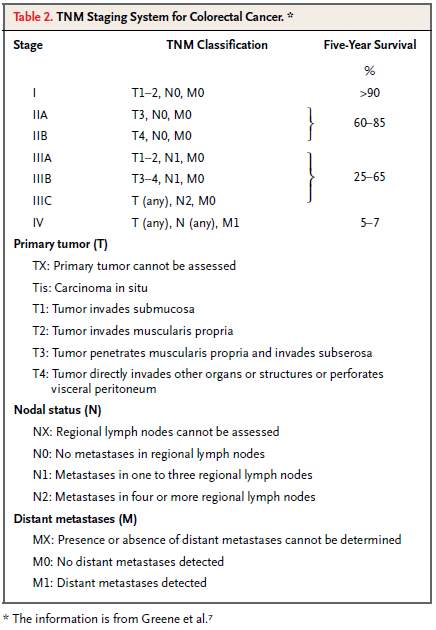 Table 2. TNM Staging System for Colorectal Cancer.*
Stage TNM Classification Five-Year Survival
%
I T1–2, N0, M0 >90
IIA T3, N0, M0
60–85
IIB T4, N0, M0
IIIA T1–2, N1, M0
IIIB T3–4, N1, M0 25–65
IIIC T (any), N2, M0
IV T (any), N (any), M1 5–7
Primary tumor (T)
TX: Primary tumor cannot be assessed
Tis: Carcinoma in situ
T1: Tumor invades submucosa
T2: Tumor invades muscularis propria
T3: Tumor penetrates muscularis propria and invades subserosa
T4: Tumor directly invades other organs or structures or perforates
visceral peritoneum
Nodal status (N)
NX: Regional lymph nodes cannot be assessed
N0: No metastases in regional lymph nodes
N1: Metastases in one to three regional lymph nodes
N2: Metastases in four or more regional lymph nodes
Distant metastases (M)
MX: Presence or absence of distant metastases cannot be determined
M0: No distant metastases detected
M1: Distant metastases detected
* The information is from Greene et al.7